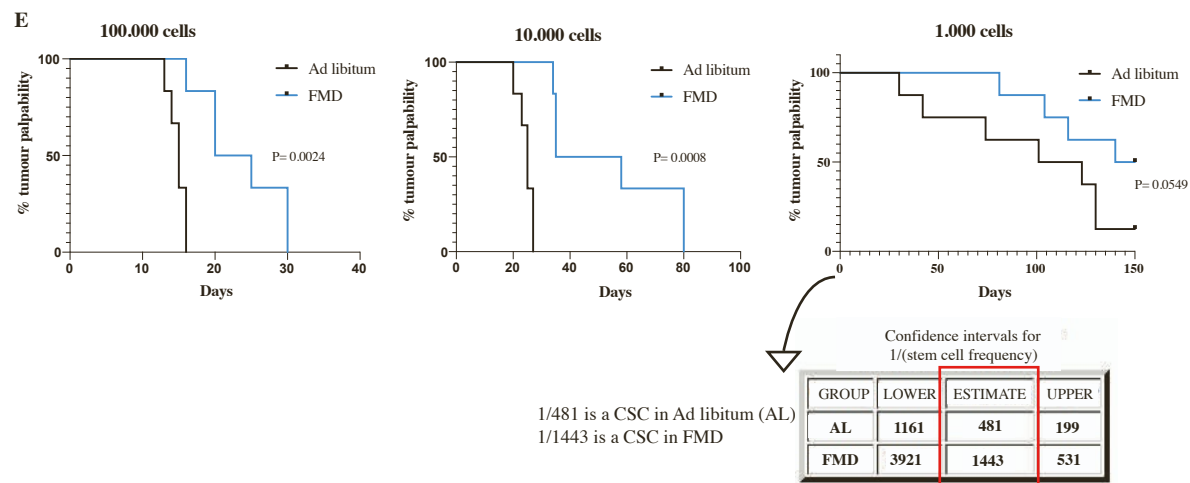 E
100.000 cells
% tumour palpability
100
50
0
0 10 20 30 40
Days
Ad libitum
FMD
P= 0.0024
10.000 cells
% tumour palpability
100
50
0
0 20 40 60 80 100
Days
Ad libitum
FMD
P= 0.0008
1.000 cells
% tumour palpability
100
50
0
0 50 100 150
Days
Ad libitum
FMD
P= 0.0549
Confidence intervals for
1/(stem cell frequency)
GROUP LOWER ESTIMATE UPPER
AL 1161 481 199
FMD 3921 1443 531
1/481 is a CSC in Ad libitum (AL)
1/1443 is a CSC in FMD